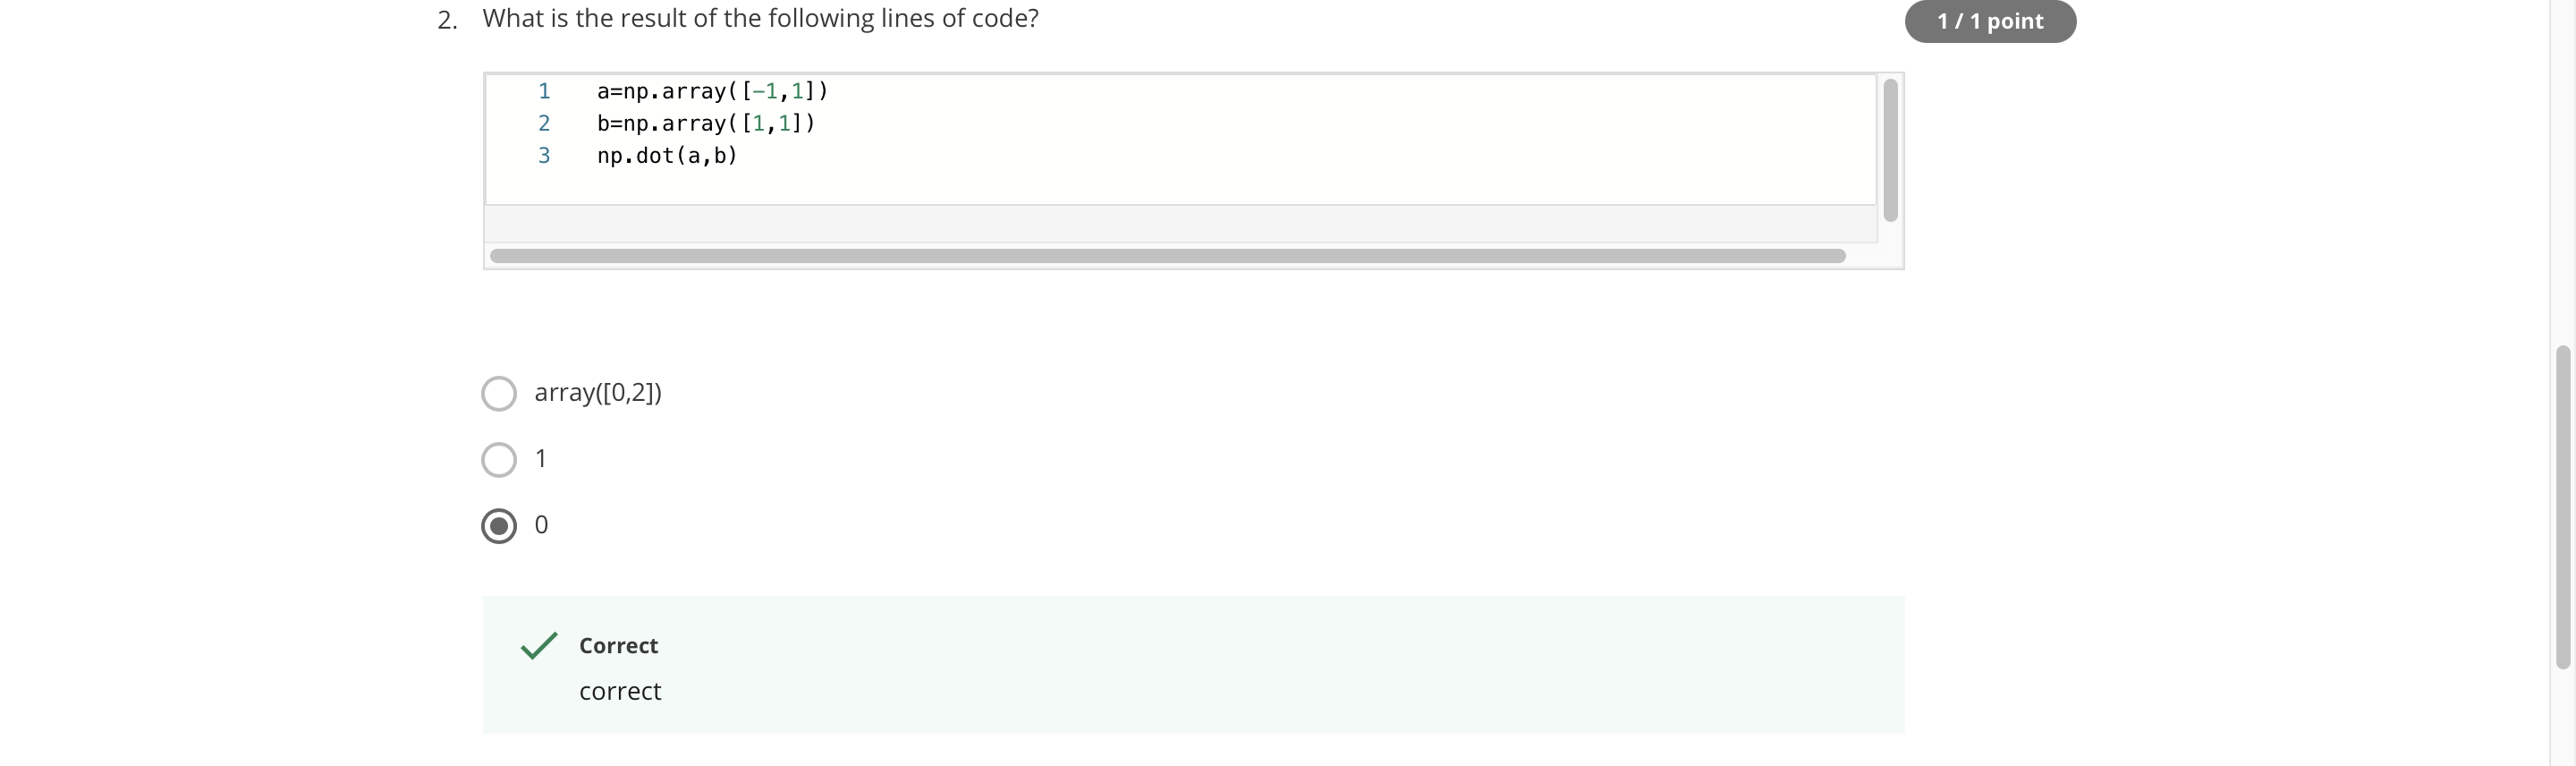 2. What is the result of the following lines of code?
1 / 1 point
1 a=np.array([-1,1])
2 b=np.array([1,1])
3 np.dot(a,b)
array([0,2])
1
0
Correct
correct